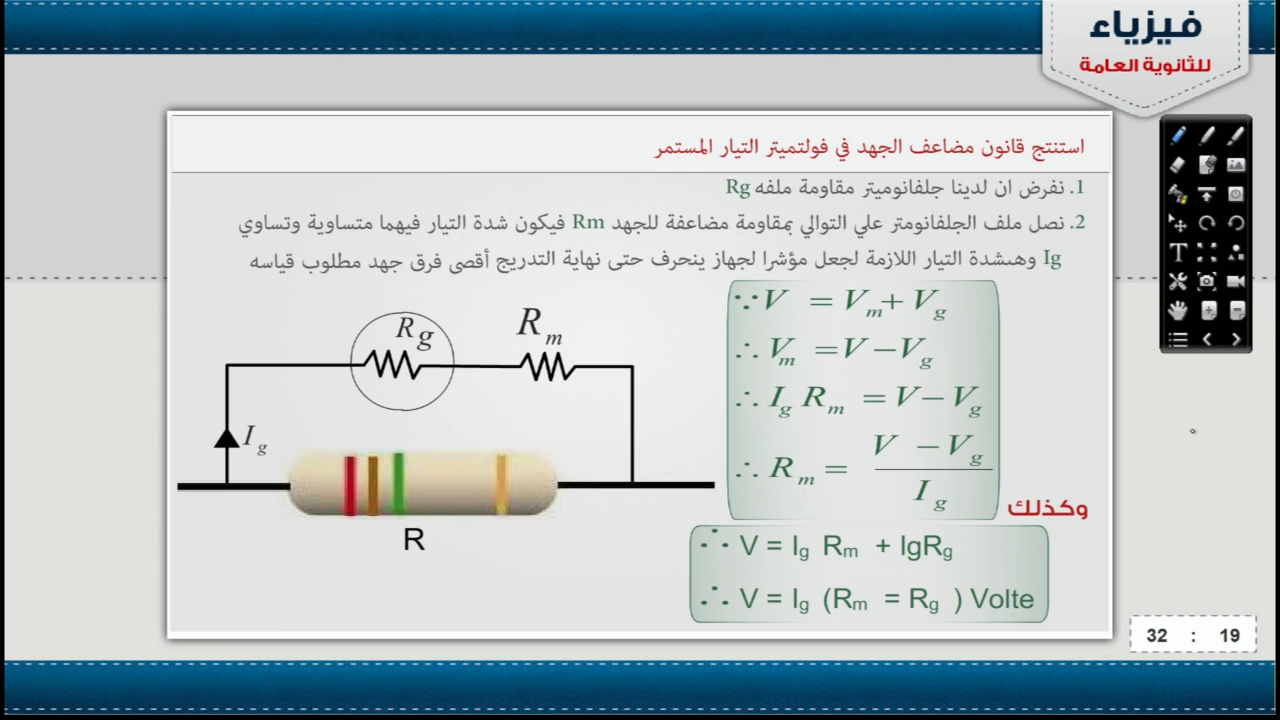 فيزياء
للثانوية العامة
استنتج قانون مضاعف الجهد في فولتميتر التيار المستمر
1. نفرض ان لدينا جلفانوميتر مقاومة ملفه Rg
2. نصل ملف الجلفانومتر علي التوالي بمقاومة مضاعفة للجهد Rm فيكون شدة التيار فيهما متساوية وتساوي
Ig وهىشدة التيار اللازمة لجعل مؤشرا لجهاز ينحرف حتى نهاية التدريج أقصى فرق جهد مطلوب قياسه
∵ V = Vm + Vg
∴ Vm = V − Vg
∴ Ig Rm = V − Vg
∴ Rm = (V − Vg) / Ig
وكذلك
∴ V = Ig Rm + IgRg
∴ V = Ig (Rm = Rg ) Volte
Rg
Rm
Ig
R
32 : 19
T